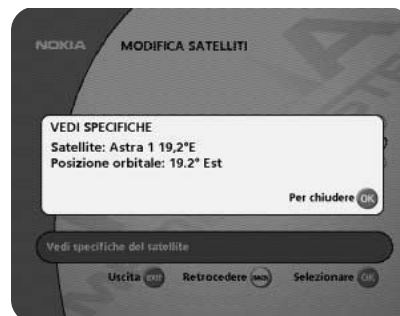 NOKIA
MODIFICA SATELLITI
VEDI SPECIFICHE
Satellite: Astra 1 19,2°E
Posizione orbitale: 19.2° Est
Per chiudere OK
Vedi specifiche del satellite
Uscita EXIT Retrocedere BACK Selezionare OK